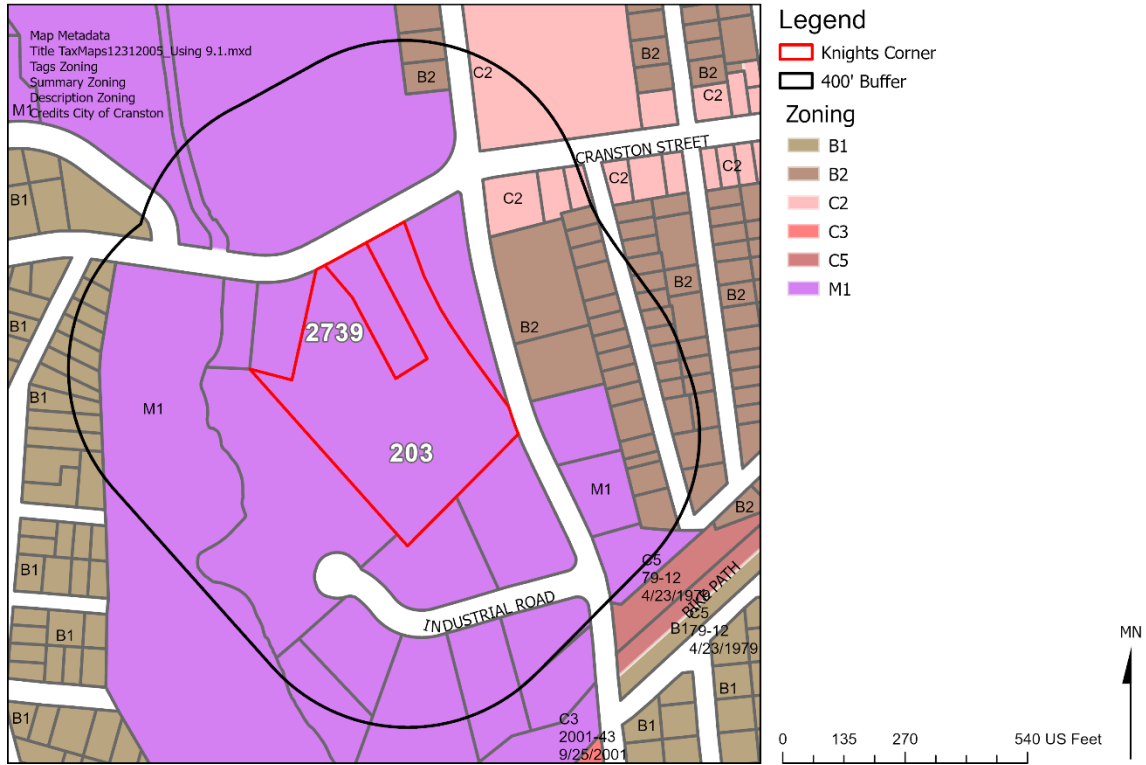 Map Metadata
Title TaxMaps12312005_Using 9.1.mxd
Tags Zoning
Summary Zoning
Description Zoning
Credits City of Cranston
M1
B2
C2
B2
B2
C2
CRANSTON STREET
B1
C2
C2
C2
B1
2739
B2
B2
B2
B1
M1
203
M1
B2
B1
C5
79-12
4/23/1979
BIKE PATH
C5
79-12
4/23/1979
B1
INDUSTRIAL ROAD
B1
B1
B1
B1
C3
2001-43
9/25/2001
Legend
Knights Corner
400' Buffer
Zoning
B1
B2
C2
C3
C5
M1
MN
0 135 270 540 US Feet